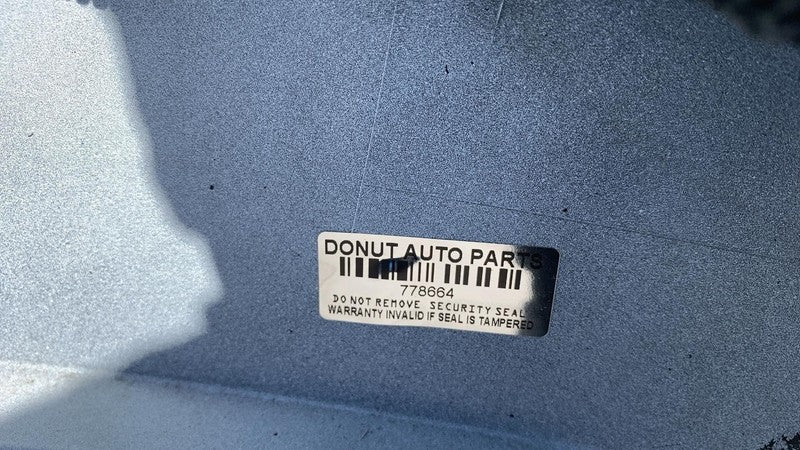 DONUT AUTO PARTS
778664
DO NOT REMOVE SECURITY SEAL
WARRANTY INVALID IF SEAL IS TAMPERED